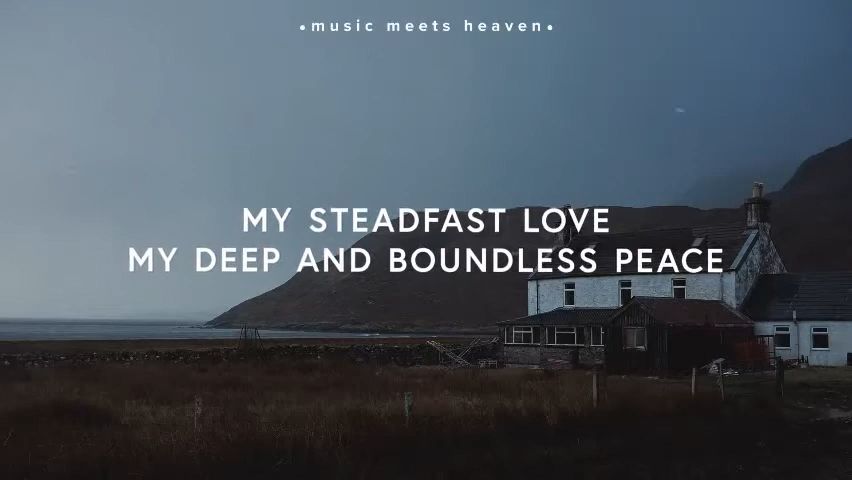 •music meets heaven•
MY STEADFAST LOVE
MY DEEP AND BOUNDLESS PEACE